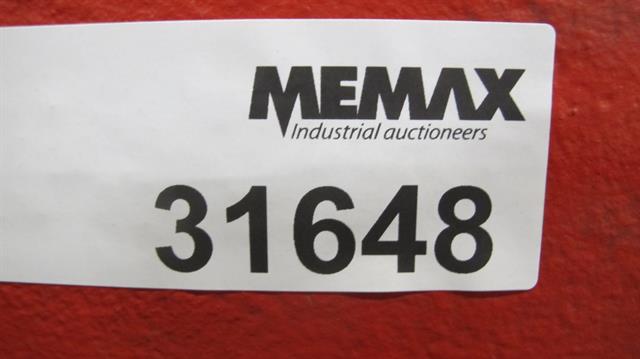 MEMAX
Industrial auctioneers
31648